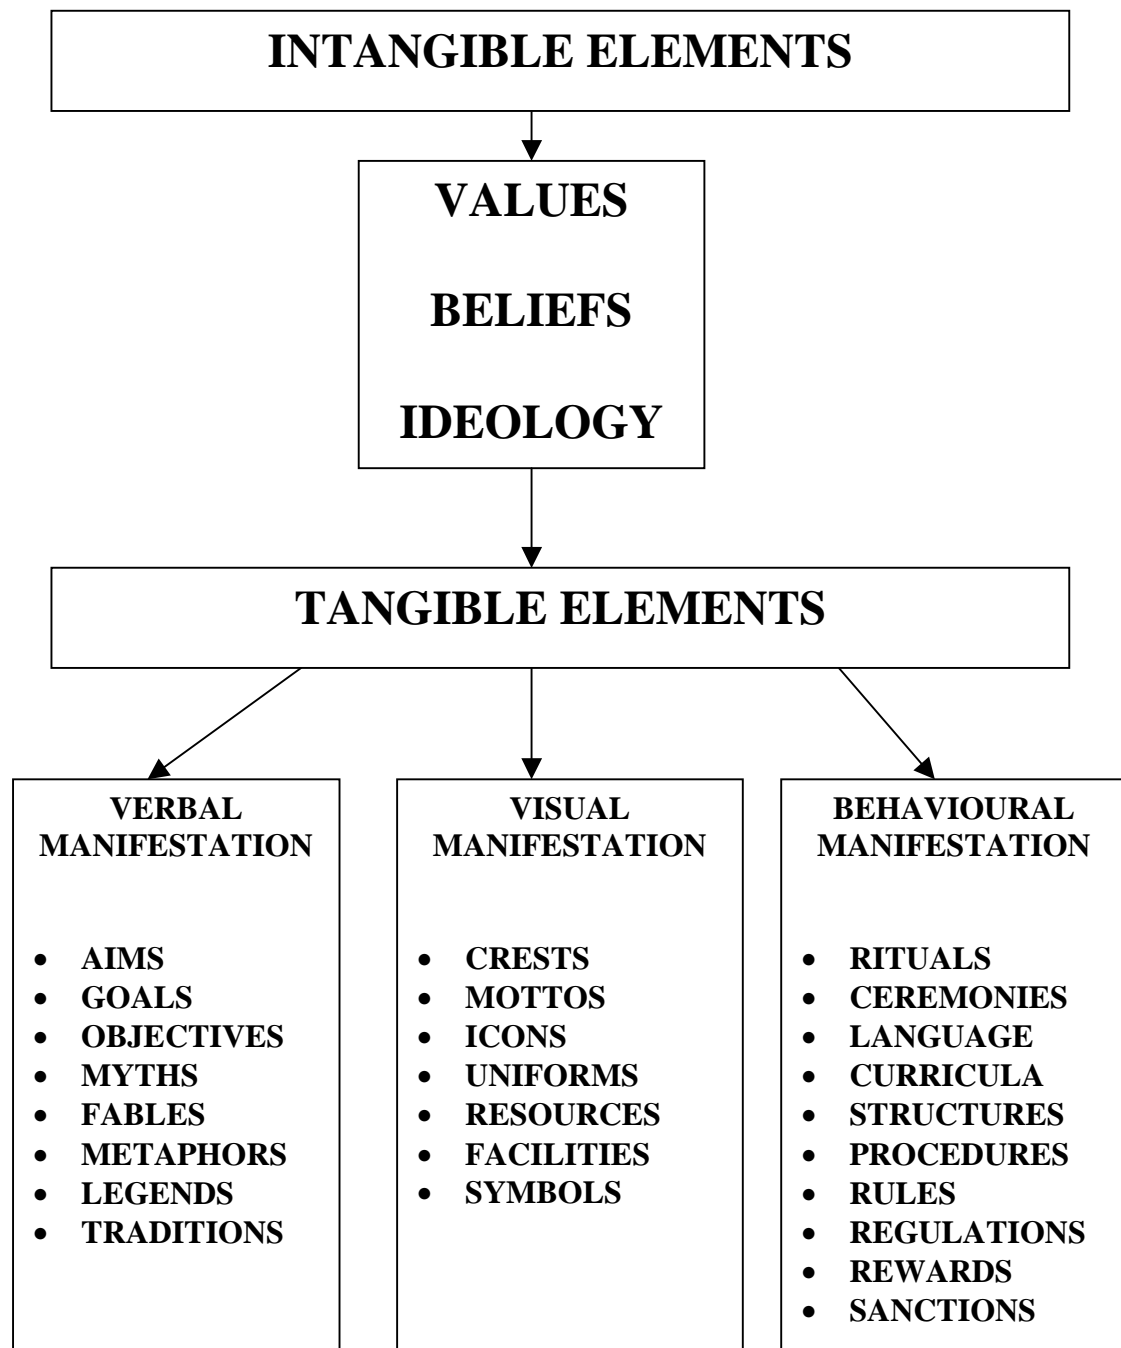 INTANGIBLE ELEMENTS
VALUES
BELIEFS
IDEOLOGY
TANGIBLE ELEMENTS
VERBAL
MANIFESTATION
• AIMS
• GOALS
• OBJECTIVES
• MYTHS
• FABLES
• METAPHORS
• LEGENDS
• TRADITIONS
VISUAL
MANIFESTATION
• CRESTS
• MOTTOS
• ICONS
• UNIFORMS
• RESOURCES
• FACILITIES
• SYMBOLS
BEHAVIOURAL
MANIFESTATION
• RITUALS
• CEREMONIES
• LANGUAGE
• CURRICULA
• STRUCTURES
• PROCEDURES
• RULES
• REGULATIONS
• REWARDS
• SANCTIONS